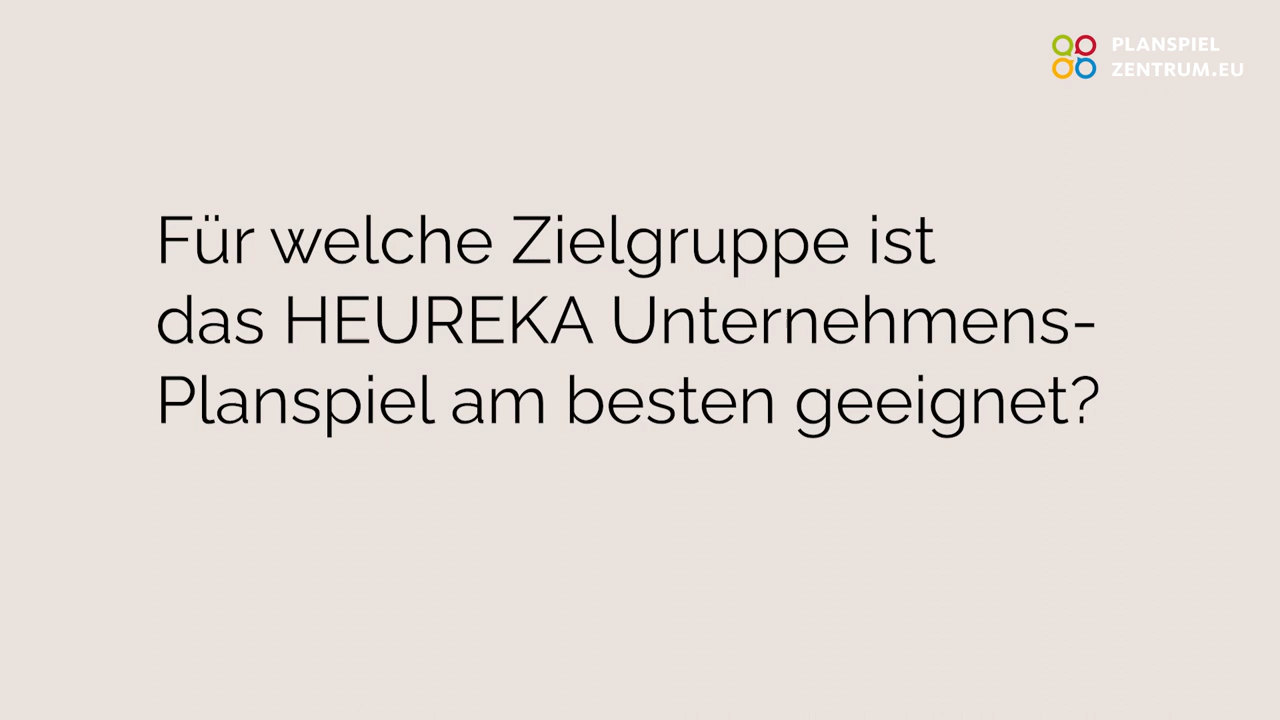 PLANSPIEL
ZENTRUM.EU
Für welche Zielgruppe ist
das HEUREKA Unternehmens-
Planspiel am besten geeignet?